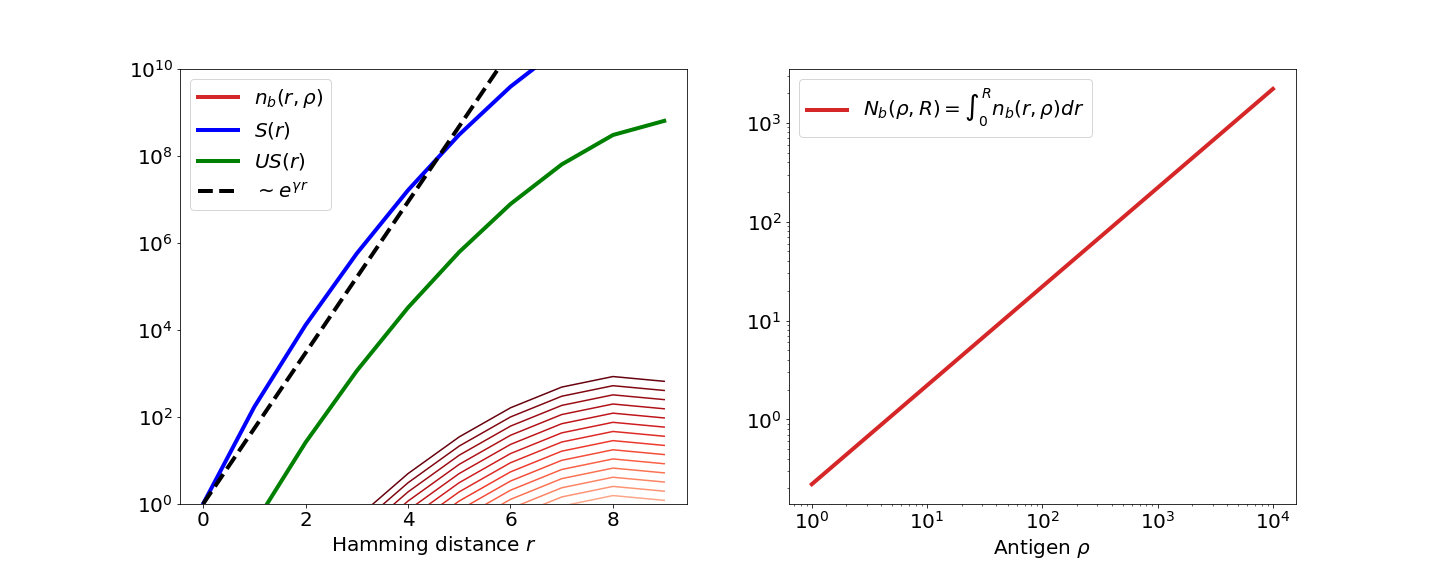 10^10
10^8
10^6
10^4
10^2
10^0
n_b(r, ρ)
S(r)
US(r)
~ e^{γr}
0 2 4 6 8
Hamming distance r
10^3
10^2
10^1
10^0
N_b(ρ, R) = ∫_0^R n_b(r, ρ)dr
10^0 10^1 10^2 10^3 10^4
Antigen ρ